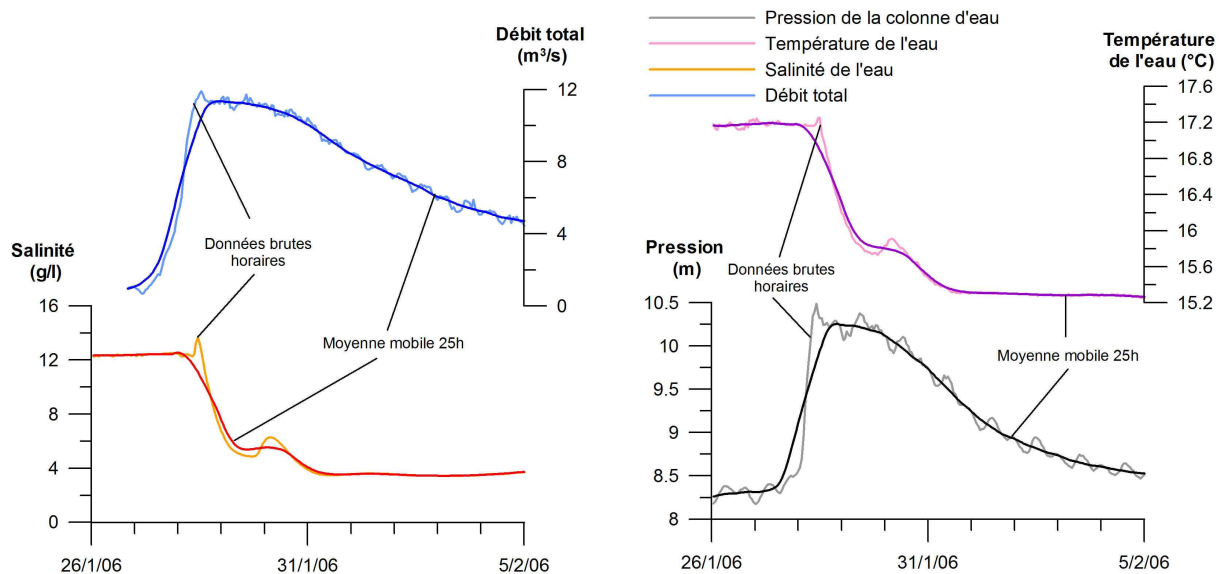 Débit total
(m³/s)
12
8
4
0
Données brutes
horaires
Salinité
(g/l)
16
12
8
4
0
Moyenne mobile 25h
26/1/06
31/1/06
5/2/06
Pression de la colonne d'eau
Température de l'eau
Salinité de l'eau
Débit total
Température
de l'eau (°C)
17.6
17.2
16.8
16.4
16
15.6
15.2
Pression
(m)
Données brutes
horaires
10.5
10
9.5
9
8.5
8
Moyenne mobile 25h
26/1/06
31/1/06
5/2/06